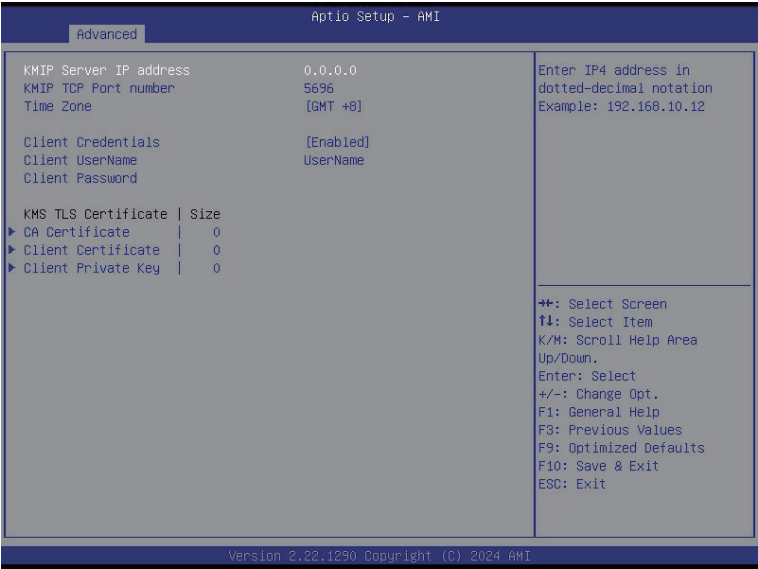 Aptio Setup – AMI
Advanced
KMIP Server IP address 0.0.0.0
KMIP TCP Port number 5696
Time Zone [GMT +8]
Client Credentials [Enabled]
Client UserName UserName
Client Password
KMS TLS Certificate | Size
▶ CA Certificate | 0
▶ Client Certificate | 0
▶ Client Private Key | 0
Enter IP4 address in
dotted-decimal notation
Example: 192.168.10.12
→←: Select Screen
↑↓: Select Item
K/M: Scroll Help Area
Up/Down.
Enter: Select
+/-: Change Opt.
F1: General Help
F3: Previous Values
F9: Optimized Defaults
F10: Save & Exit
ESC: Exit
Version 2.22.1290 Copyright (C) 2024 AMI